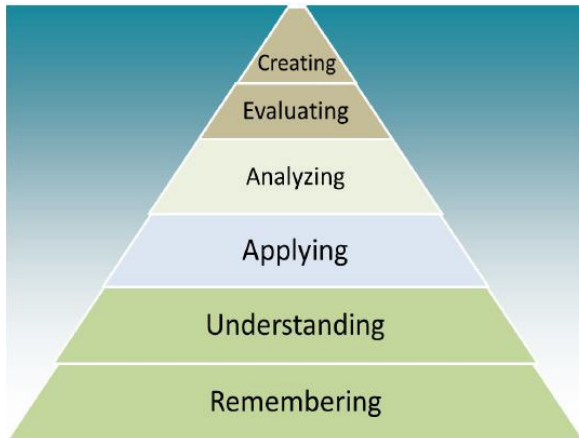 Creating
Evaluating
Analyzing
Applying
Understanding
Remembering